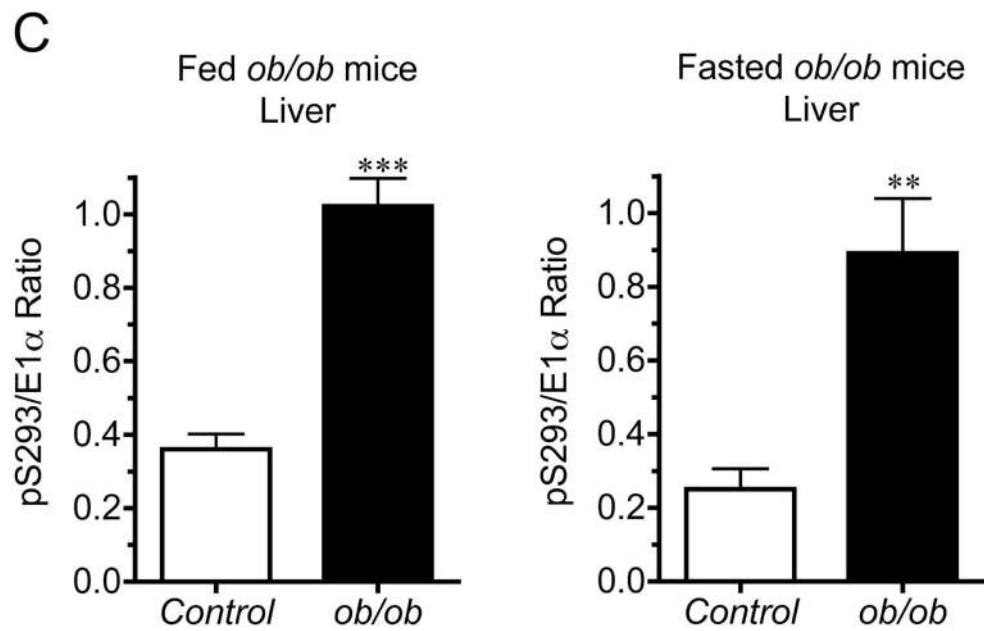 C
Fed ob/ob mice
Liver
pS293/E1α Ratio
1.0
0.8
0.6
0.4
0.2
0.0
***
Control
ob/ob
Fasted ob/ob mice
Liver
pS293/E1α Ratio
1.0
0.8
0.6
0.4
0.2
0.0
**
Control
ob/ob